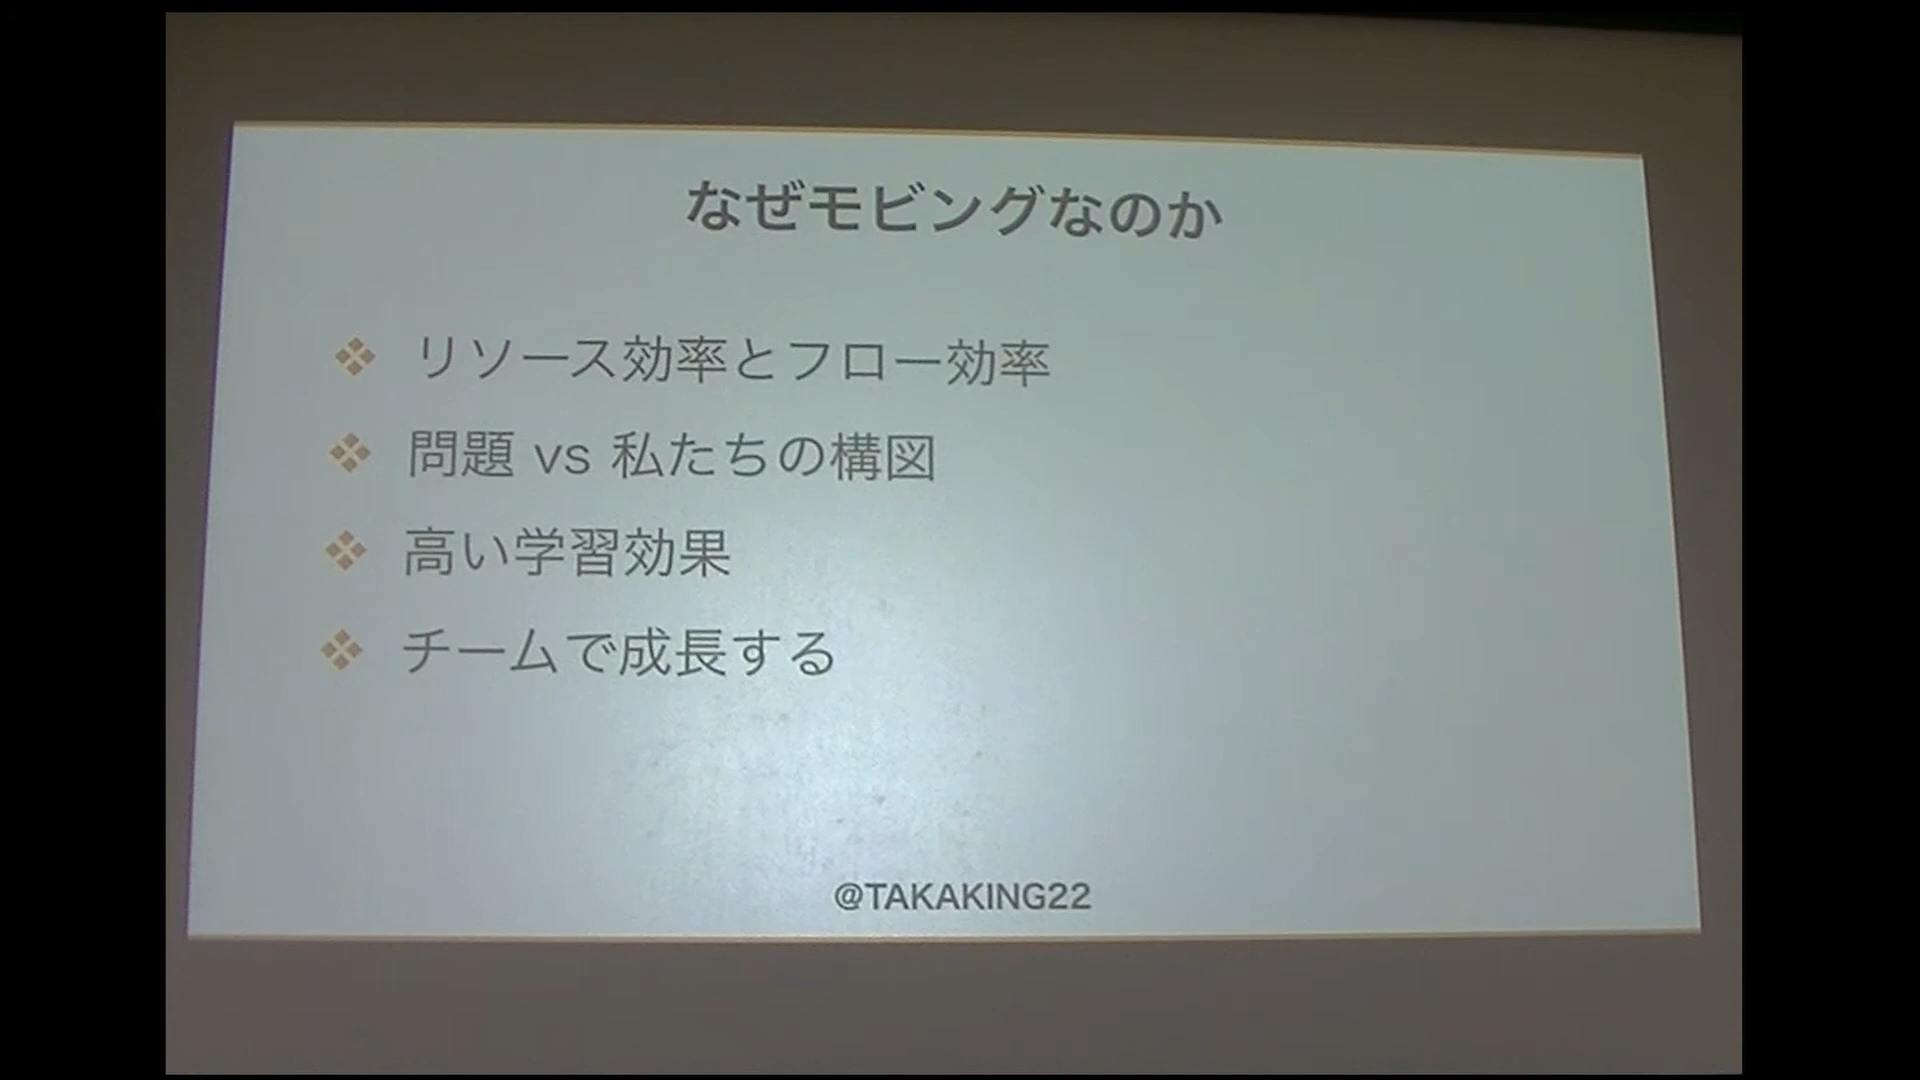 なぜモビングなのか
リソース効率とフロー効率
問題 vs 私たちの構図
高い学習効果
チームで成長する
@TAKAKING22